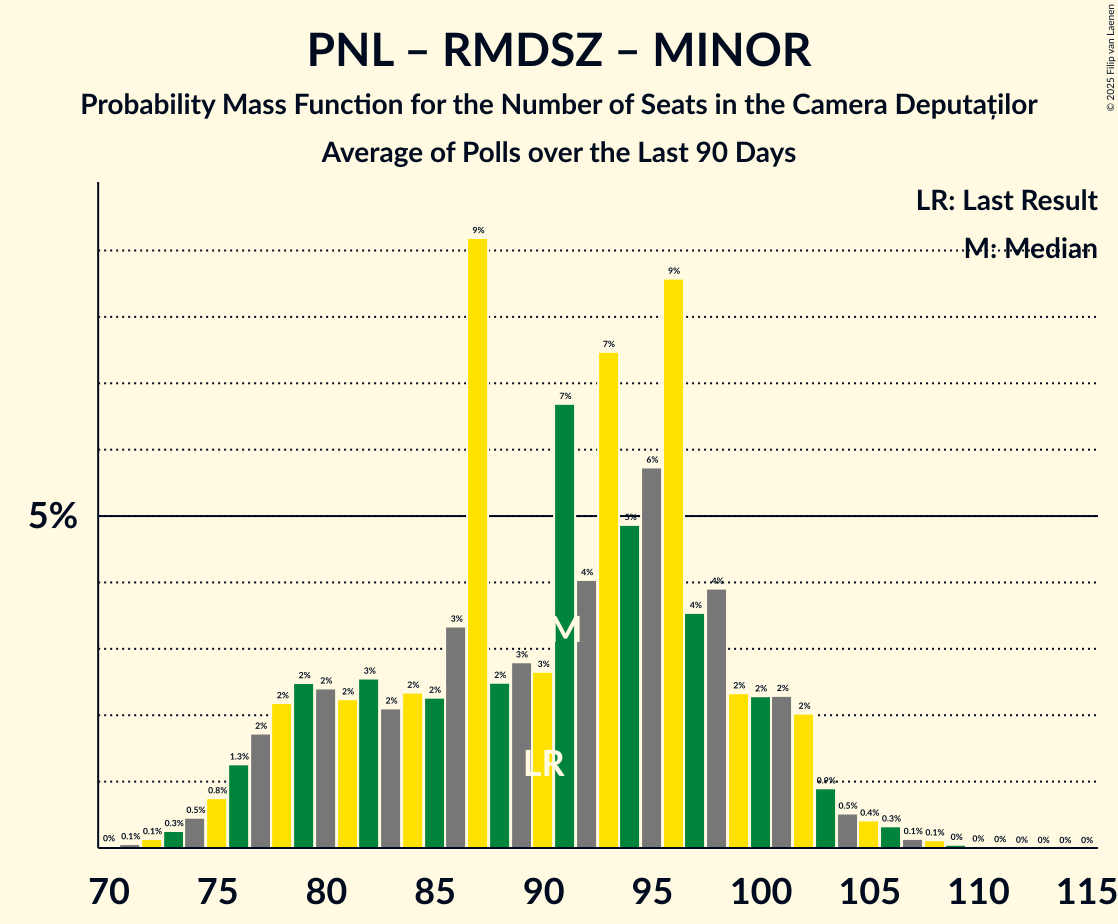 PNL – RMDSZ – MINOR
Probability Mass Function for the Number of Seats in the Camera Deputaților
Average of Polls over the Last 90 Days
© 2025 Filip van Laenen
LR: Last Result
M: Median
5%
0% 0.1% 0.1% 0.3% 0.5% 0.8% 1.3% 2% 2% 2% 2% 2% 3% 2% 2% 2% 3% 9% 2% 3% 3% 7% 4% 7% 5% 6% 9% 4% 4% 2% 2% 2% 2% 0.9% 0.5% 0.4% 0.3% 0.1% 0.1% 0% 0% 0% 0% 0% 0% 0%
M
LR
70 75 80 85 90 95 100 105 110 115